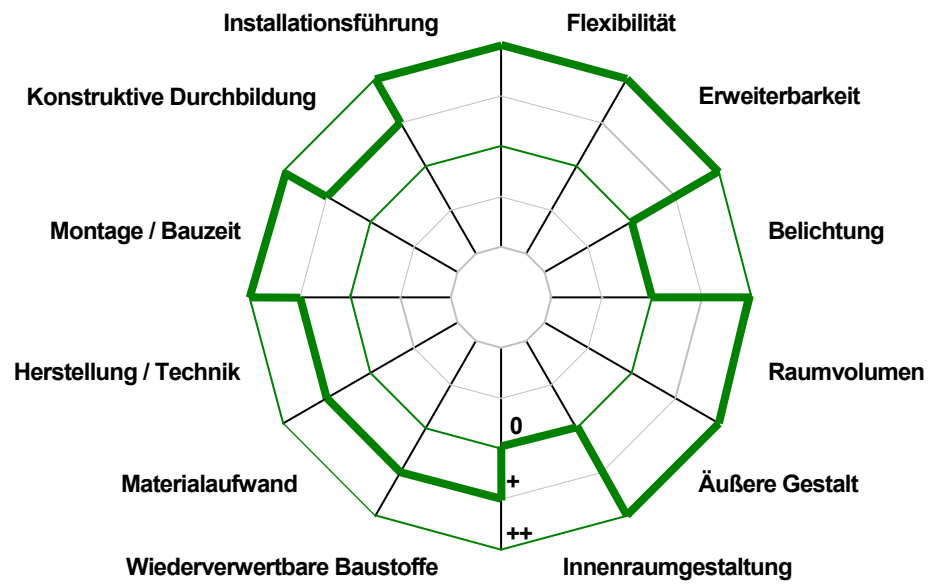 Installationsführung
Flexibilität
Konstruktive Durchbildung
Erweiterbarkeit
Montage / Bauzeit
Belichtung
Herstellung / Technik
Raumvolumen
0
+
Materialaufwand
Äußere Gestalt
++
Wiederverwertbare Baustoffe
Innenraumgestaltung